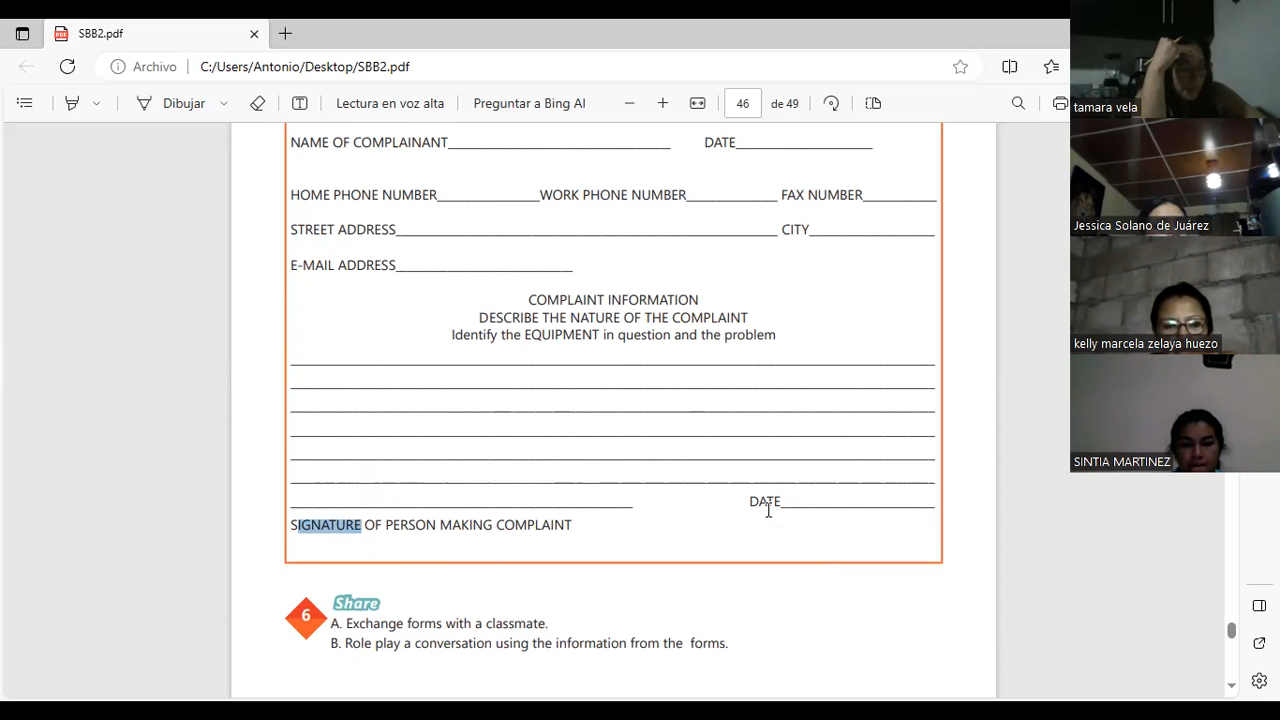 SBB2.pdf
Archivo C:/Users/Antonio/Desktop/SBB2.pdf
Dibujar Lectura en voz alta Preguntar a Bing AI 46 de 49
NAME OF COMPLAINANT DATE
HOME PHONE NUMBER WORK PHONE NUMBER FAX NUMBER
STREET ADDRESS CITY
E-MAIL ADDRESS
COMPLAINT INFORMATION
DESCRIBE THE NATURE OF THE COMPLAINT
Identify the EQUIPMENT in question and the problem
DATE
SIGNATURE OF PERSON MAKING COMPLAINT
6 Share
A. Exchange forms with a classmate.
B. Role play a conversation using the information from the forms.
tamara vela
Jessica Solano de Juárez
kelly marcela zelaya huezo
SINTIA MARTINEZ